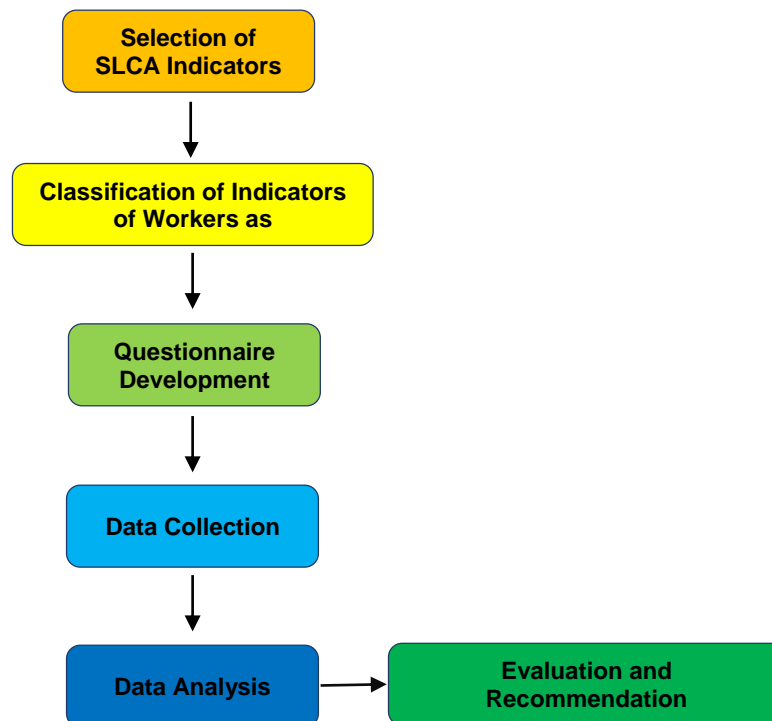 Selection of
SLCA Indicators
Classification of Indicators
of Workers as
Questionnaire
Development
Data Collection
Data Analysis
Evaluation and
Recommendation